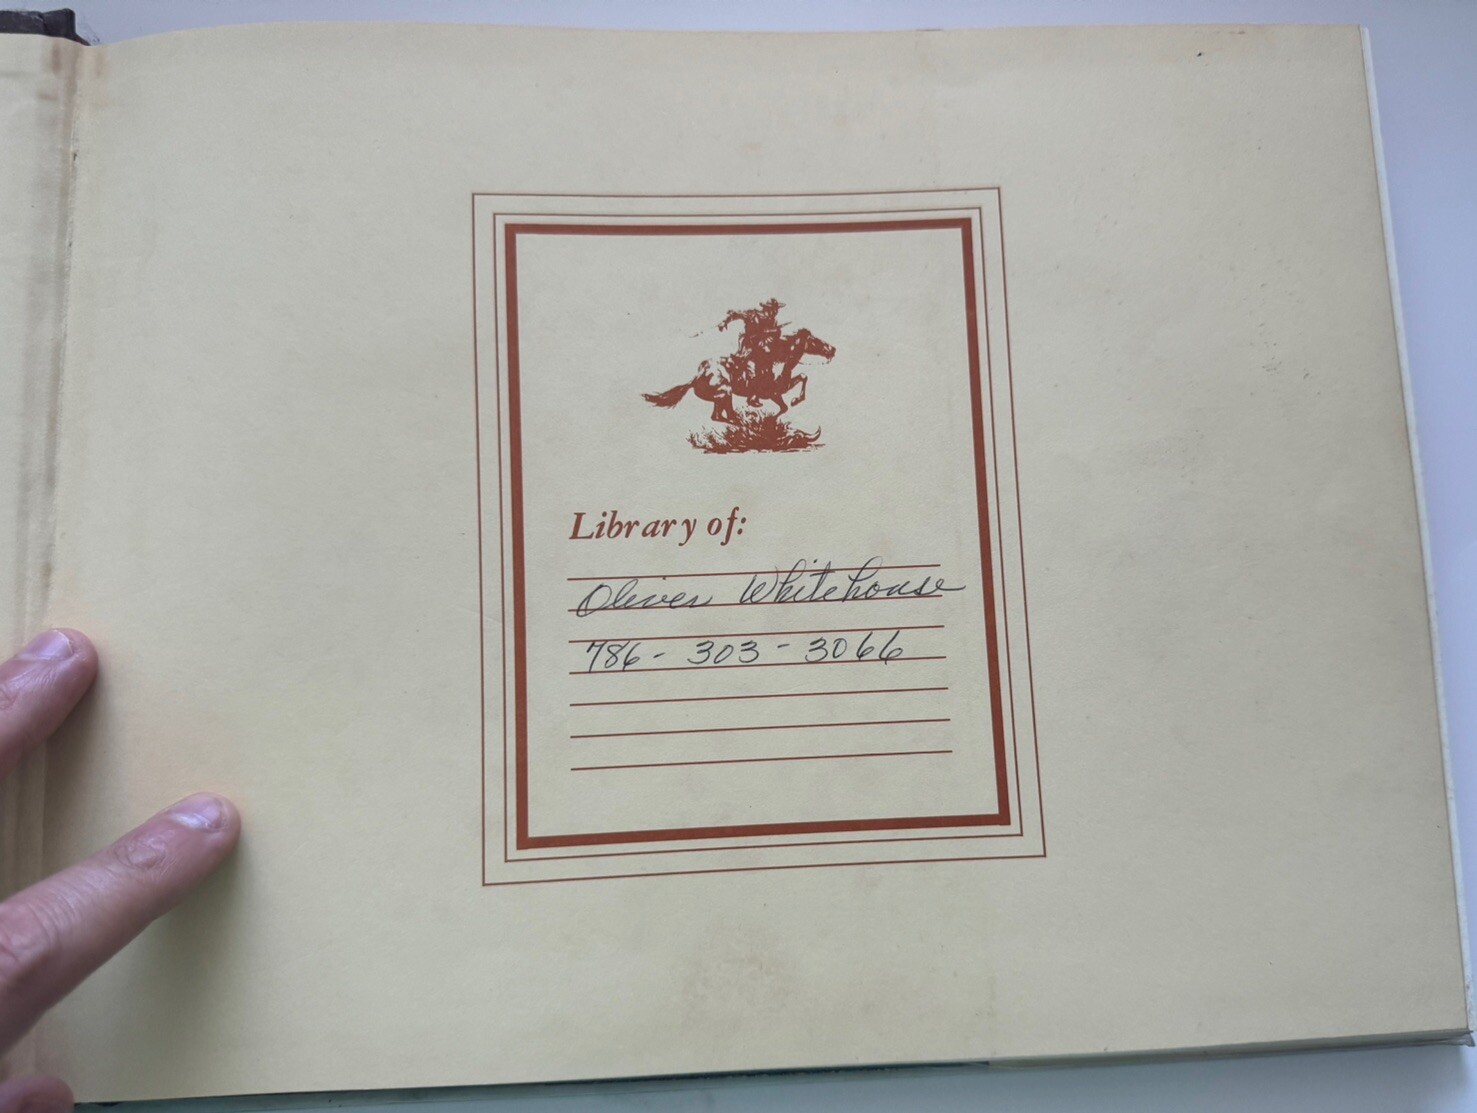 Library of:
Oliver Whitehouse
786 - 303 - 3066